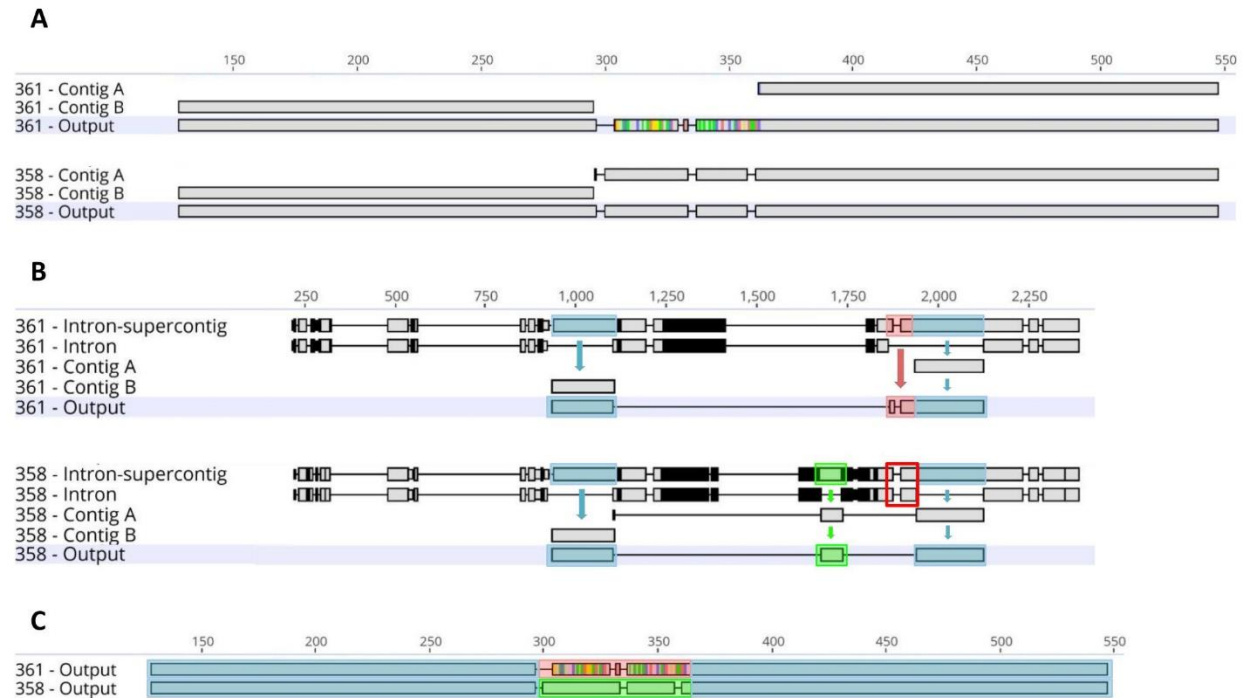 A
150 200 250 300 350 400 450 500 550
361 - Contig A
361 - Contig B
361 - Output
358 - Contig A
358 - Contig B
358 - Output
B
250 500 750 1,000 1,250 1,500 1,750 2,000 2,250
361 - Intron-supercontig
361 - Intron
361 - Contig A
361 - Contig B
361 - Output
358 - Intron-supercontig
358 - Intron
358 - Contig A
358 - Contig B
358 - Output
C
150 200 250 300 350 400 450 500 550
361 - Output
358 - Output